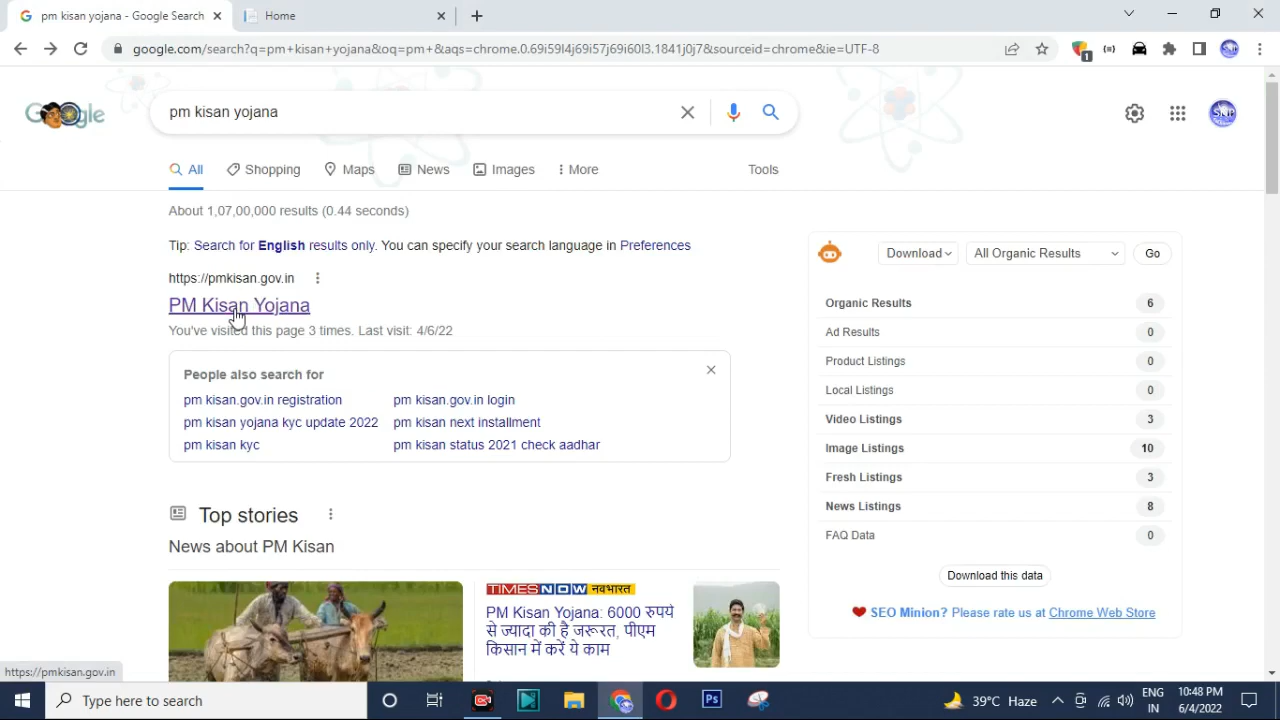 pm kisan yojana - Google Search
Home
google.com/search?q=pm+kisan+yojana&oq=pm+&aqs=chrome.0.69i59l4j69i57j69i60l3.1841j0j7&sourceid=chrome&ie=UTF-8
1
pm kisan yojana
SKIP
All
Shopping
Maps
News
Images
More
Tools
About 1,07,00,000 results (0.44 seconds)
Tip: Search for English results only. You can specify your search language in Preferences
https://pmkisan.gov.in
PM Kisan Yojana
You've visited this page 3 times. Last visit: 4/6/22
People also search for
pm kisan.gov.in registration
pm kisan.gov.in login
pm kisan yojana kyc update 2022
pm kisan next installment
pm kisan kyc
pm kisan status 2021 check aadhar
Top stories
News about PM Kisan
TIMES NOW नवभारत
PM Kisan Yojana: 6000 रुपये
से ज्यादा की है जरूरत, पीएम
किसान में करें ये काम
Download
All Organic Results
Go
Organic Results 6
Ad Results 0
Product Listings 0
Local Listings 0
Video Listings 3
Image Listings 10
Fresh Listings 3
News Listings 8
FAQ Data 0
Download this data
SEO Minion? Please rate us at Chrome Web Store
https://pmkisan.gov.in
Type here to search
Ps
39°C Haze
ENG
IN
10:48 PM
6/4/2022